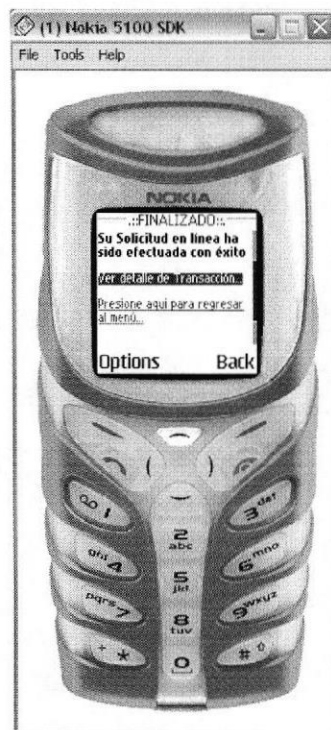 (1) Nokia 5100 SDK
File Tools Help
NOKIA
.::FINALIZADO::.
Su Solicitud en línea ha
sido efectuada con éxito
Ver detalle de Transacción...
Presione aqui para regresar
al menú...
Options Back
1
2 abc
3 def
ghi 4
5 jkl
6 mno
pqrs 7
8 tuv
9 wxyz
+ *
0
#